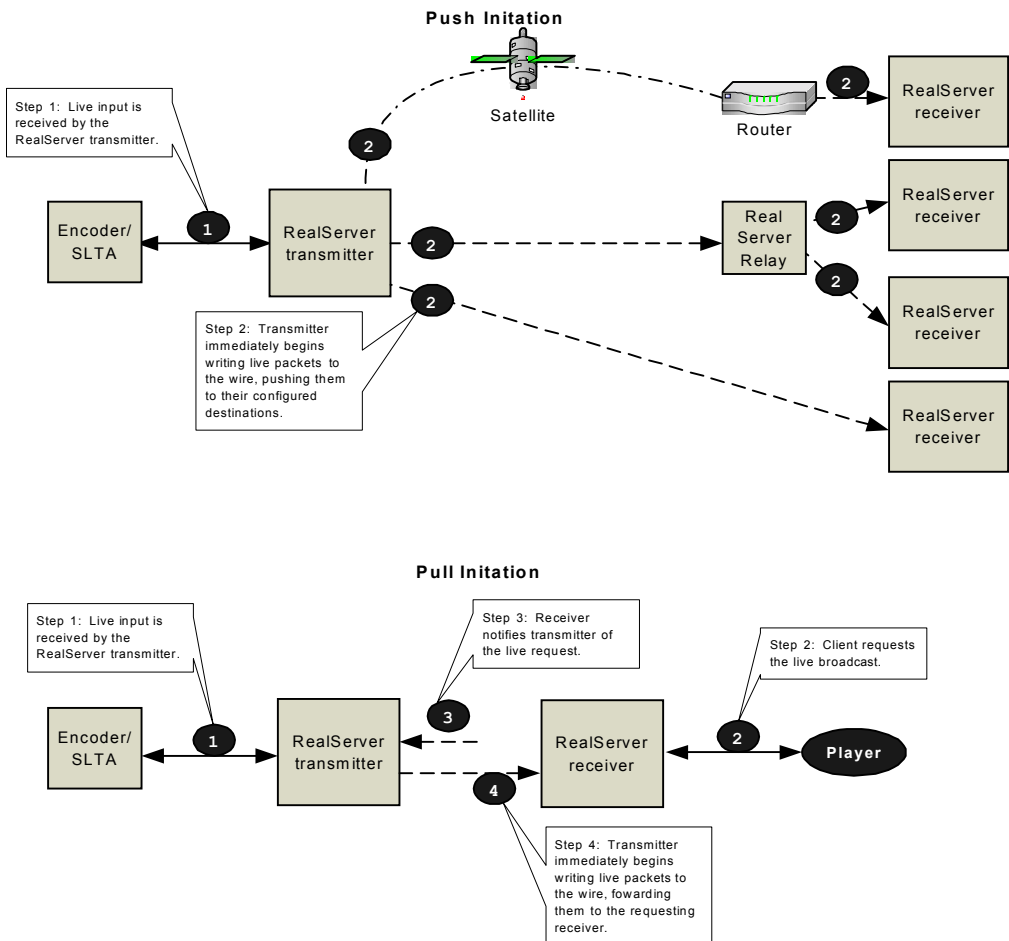 Push Initation
Step 1: Live input is
received by the
RealServer transmitter.
a
Satellite
Router
2
RealServer
receiver
2
Encoder/
SLTA
1
RealServer
transmitter
2
Real
Server
Relay
2
RealServer
receiver
2
2
RealServer
receiver
Step 2: Transmitter
immediately begins
writing live packets to
the wire, pushing them
to their configured
destinations.
RealServer
receiver
Pull Initation
Step 1: Live input is
received by the
RealServer transmitter.
Step 3: Receiver
notifies transmitter of
the live request.
Step 2: Client requests
the live broadcast.
Encoder/
SLTA
1
RealServer
transmitter
3
4
RealServer
receiver
2
Player
Step 4: Transmitter
immediately begins
writing live packets to
the wire, fowarding
them to the requesting
receiver.